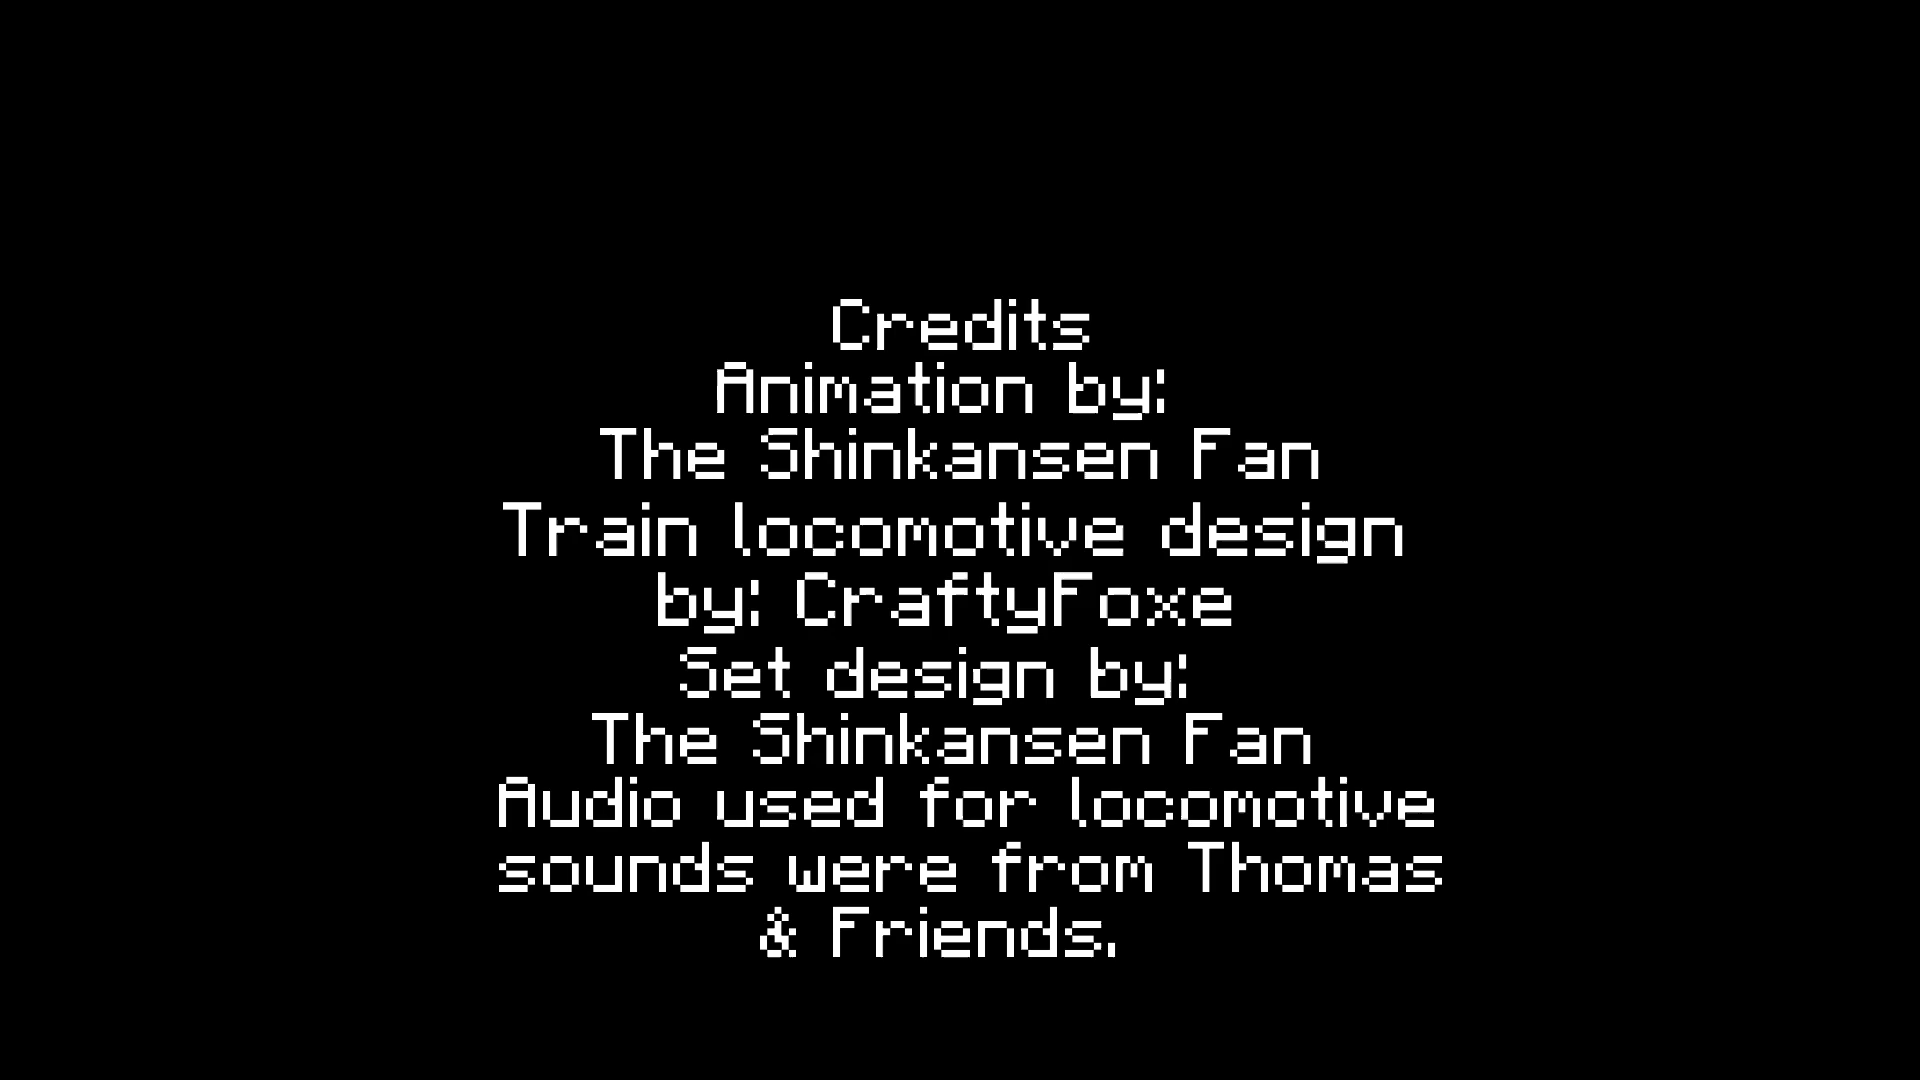 Credits
Animation by:
The Shinkansen Fan
Train locomotive design
by: CraftyFoxe
Set design by:
The Shinkansen Fan
Audio used for locomotive
sounds were from Thomas
& Friends.